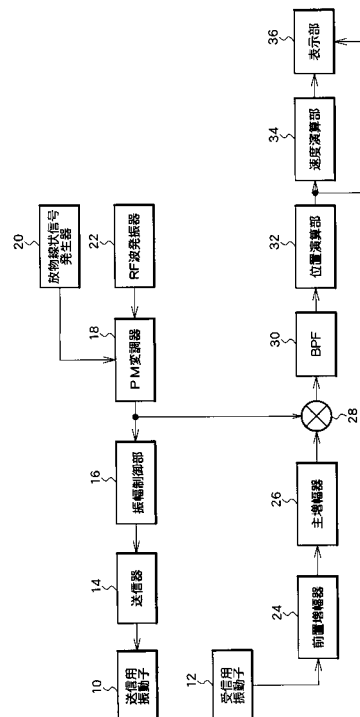 20
放物線状信号
発生器
22
RF波発振器
18
PM変調器
16
振幅制御部
14
送信器
10
送信用
振動子
12
受信用
振動子
24
前置増幅器
26
主増幅器
28
30
BPF
32
位置演算部
34
速度演算部
36
表示部